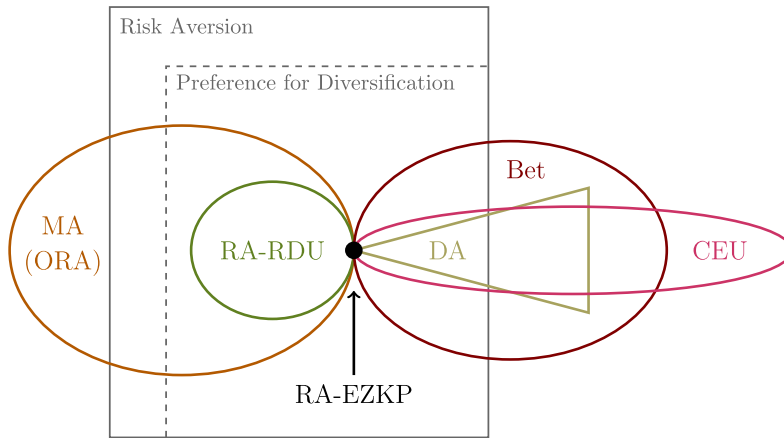 Risk Aversion
Preference for Diversification
Bet
MA
(ORA)
RA-RDU
DA
CEU
RA-EZKP